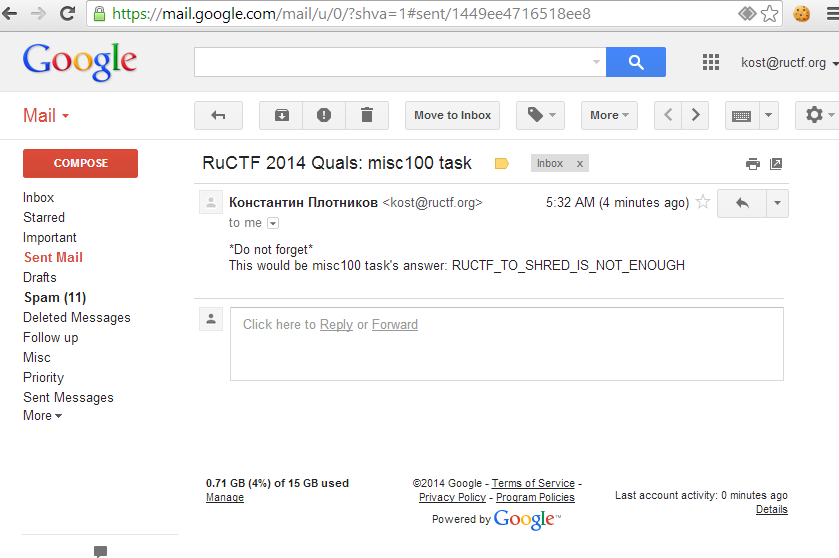 https://mail.google.com/mail/u/0/?shva=1#sent/1449ee4716518ee8
Google
kost@ructf.org
Mail
Move to Inbox
More
COMPOSE
RuCTF 2014 Quals: misc100 task
Inbox x
Inbox
Starred
Important
Sent Mail
Drafts
Spam (11)
Deleted Messages
Follow up
Misc
Priority
Sent Messages
More
Константин Плотников <kost@ructf.org>
5:32 AM (4 minutes ago)
to me
*Do not forget*
This would be misc100 task's answer: RUCTF_TO_SHRED_IS_NOT_ENOUGH
Click here to Reply or Forward
0.71 GB (4%) of 15 GB used
Manage
©2014 Google - Terms of Service -
Privacy Policy - Program Policies
Powered by Google™
Last account activity: 0 minutes ago
Details